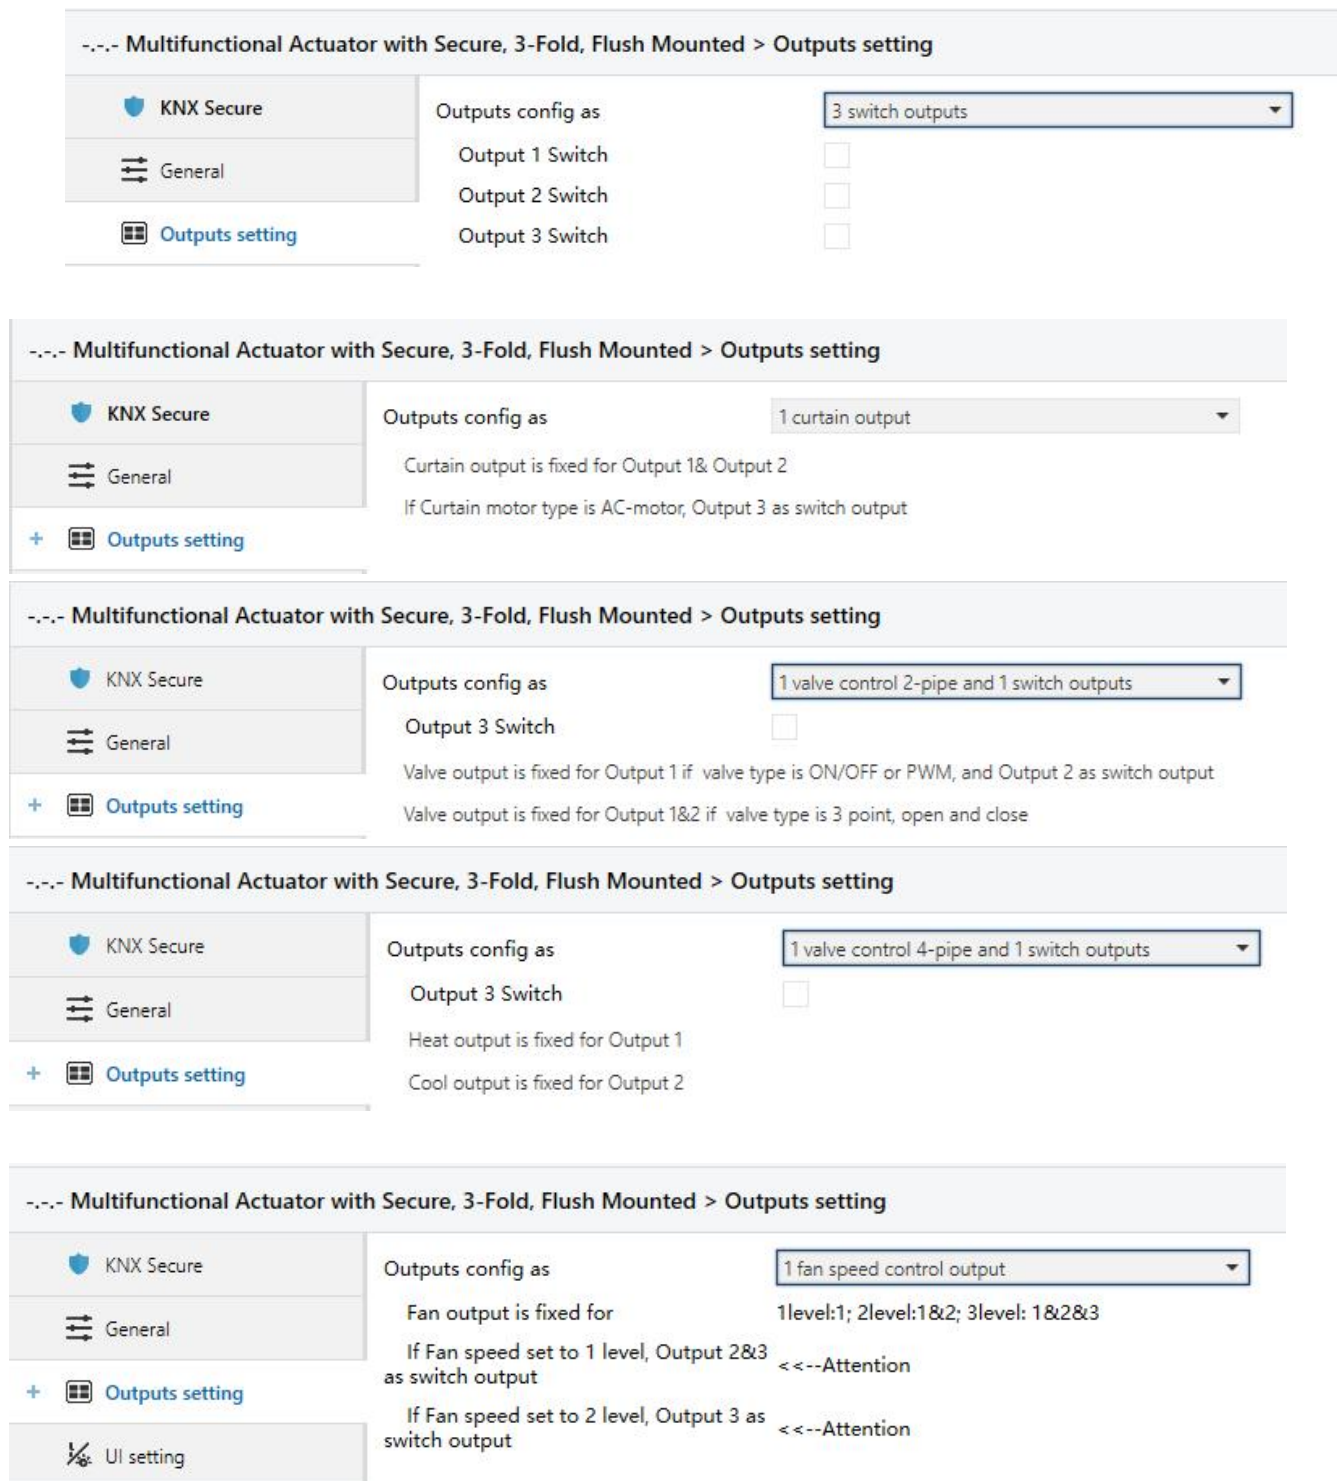 -.-.- Multifunctional Actuator with Secure, 3-Fold, Flush Mounted > Outputs setting
KNX Secure
Outputs config as
3 switch outputs
General
Output 1 Switch
Output 2 Switch
Outputs setting
Output 3 Switch
-.-.- Multifunctional Actuator with Secure, 3-Fold, Flush Mounted > Outputs setting
KNX Secure
Outputs config as
1 curtain output
General
Curtain output is fixed for Output 1& Output 2
If Curtain motor type is AC-motor, Output 3 as switch output
+ Outputs setting
-.-.- Multifunctional Actuator with Secure, 3-Fold, Flush Mounted > Outputs setting
KNX Secure
Outputs config as
1 valve control 2-pipe and 1 switch outputs
General
Output 3 Switch
Valve output is fixed for Output 1 if valve type is ON/OFF or PWM, and Output 2 as switch output
+ Outputs setting
Valve output is fixed for Output 1&2 if valve type is 3 point, open and close
-.-.- Multifunctional Actuator with Secure, 3-Fold, Flush Mounted > Outputs setting
KNX Secure
Outputs config as
1 valve control 4-pipe and 1 switch outputs
General
Output 3 Switch
Heat output is fixed for Output 1
+ Outputs setting
Cool output is fixed for Output 2
-.-.- Multifunctional Actuator with Secure, 3-Fold, Flush Mounted > Outputs setting
KNX Secure
Outputs config as
1 fan speed control output
General
Fan output is fixed for
1level:1; 2level:1&2; 3level: 1&2&3
If Fan speed set to 1 level, Output 2&3
as switch output
<<--Attention
+ Outputs setting
If Fan speed set to 2 level, Output 3 as
switch output
<<--Attention
UI setting